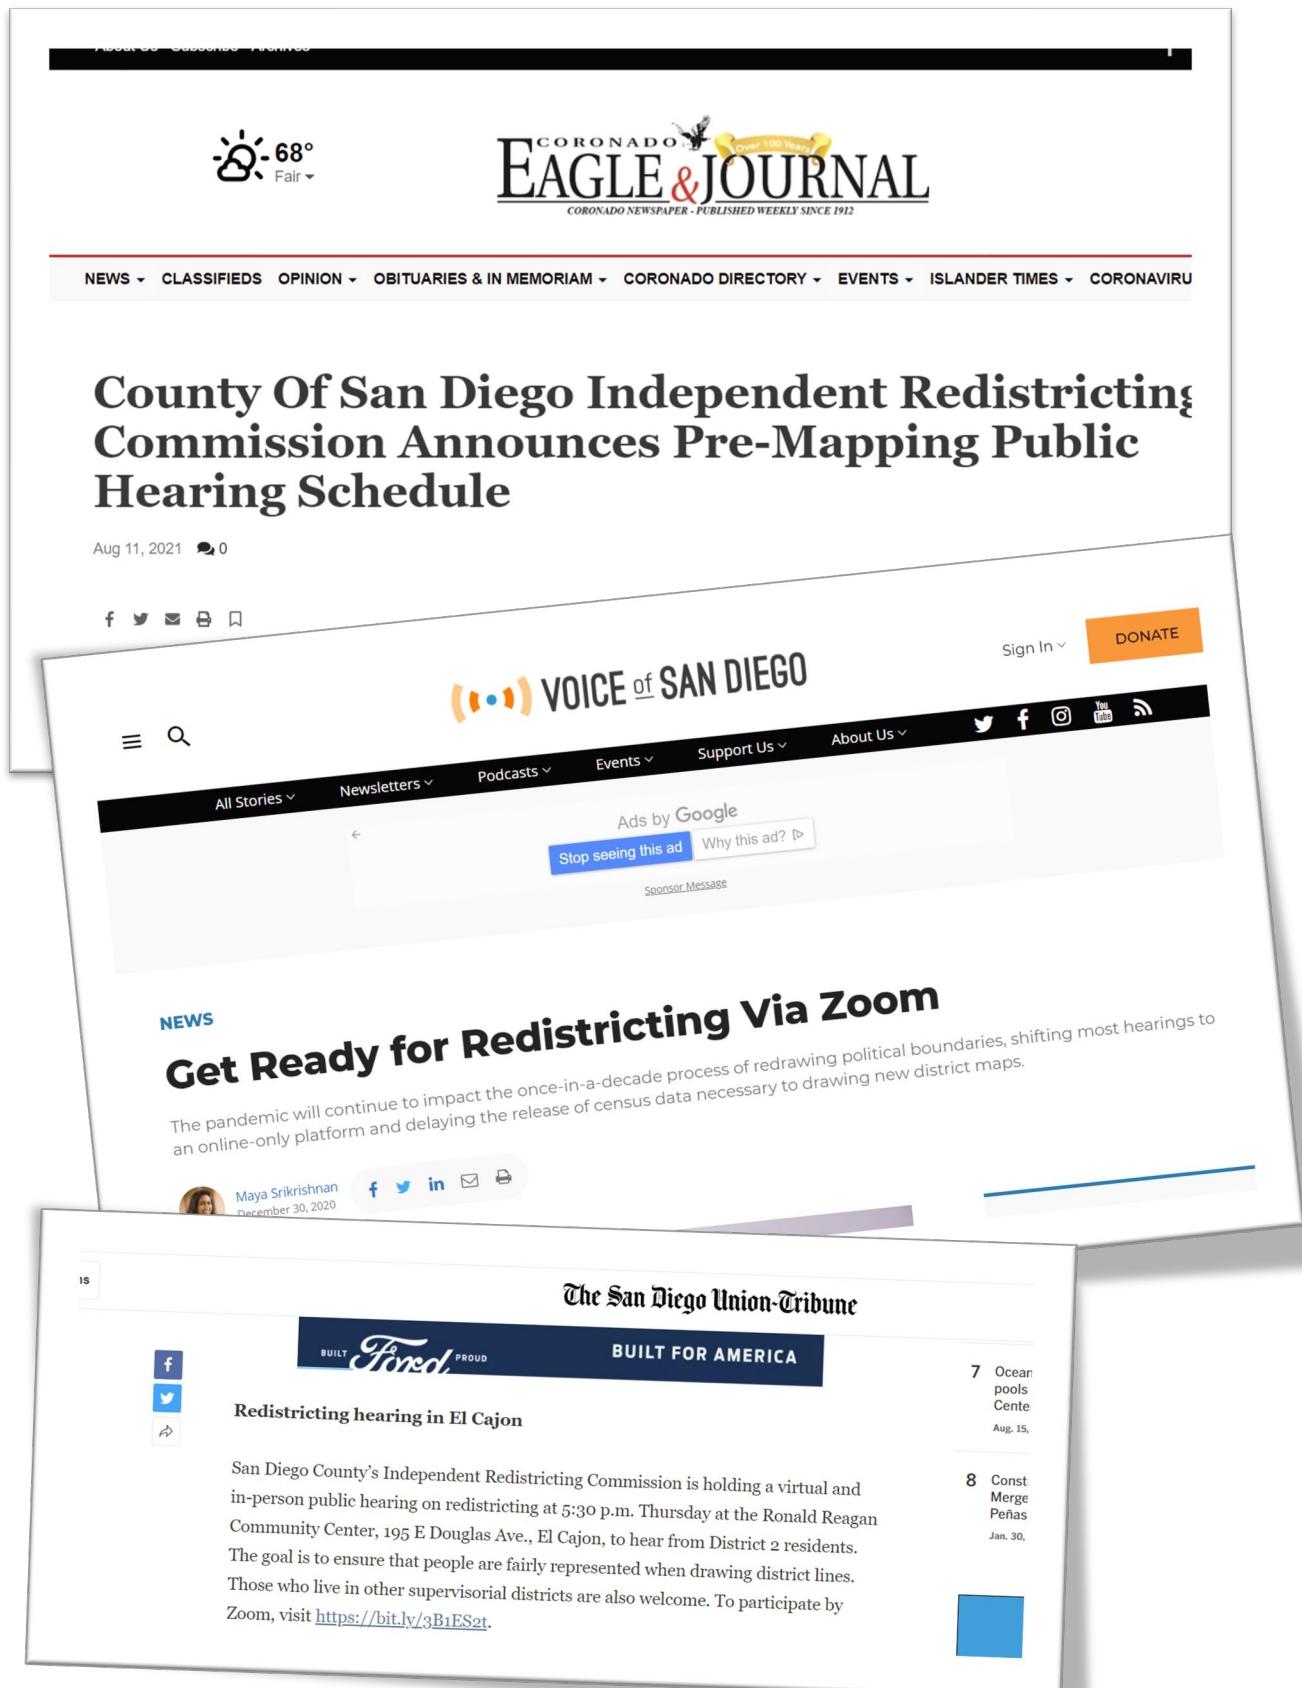 68°
Fair
CORONADO
EAGLE & JOURNAL
Over 100 Years
CORONADO NEWSPAPER - PUBLISHED WEEKLY SINCE 1912
NEWS CLASSIFIEDS OPINION OBITUARIES & IN MEMORIAM CORONADO DIRECTORY EVENTS ISLANDER TIMES CORONAVIRU
County Of San Diego Independent Redistricting
Commission Announces Pre-Mapping Public
Hearing Schedule
Aug 11, 2021 0
VOICE of SAN DIEGO
Sign In
DONATE
All Stories Newsletters Podcasts Events Support Us About Us
You
Tube
Ads by Google
Stop seeing this ad Why this ad?
Sponsor Message
NEWS
Get Ready for Redistricting Via Zoom
The pandemic will continue to impact the once-in-a-decade process of redrawing political boundaries, shifting most hearings to
an online-only platform and delaying the release of census data necessary to drawing new district maps.
Maya Srikrishnan
December 30, 2020
The San Diego Union-Tribune
BUILT Ford PROUD
BUILT FOR AMERICA
Redistricting hearing in El Cajon
San Diego County's Independent Redistricting Commission is holding a virtual and
in-person public hearing on redistricting at 5:30 p.m. Thursday at the Ronald Reagan
Community Center, 195 E Douglas Ave., El Cajon, to hear from District 2 residents.
The goal is to ensure that people are fairly represented when drawing district lines.
Those who live in other supervisorial districts are also welcome. To participate by
Zoom, visit https://bit.ly/3B1ES2t.
7 Ocean
pools
Cente
Aug. 15,
8 Const
Merge
Peñas
Jan. 30,